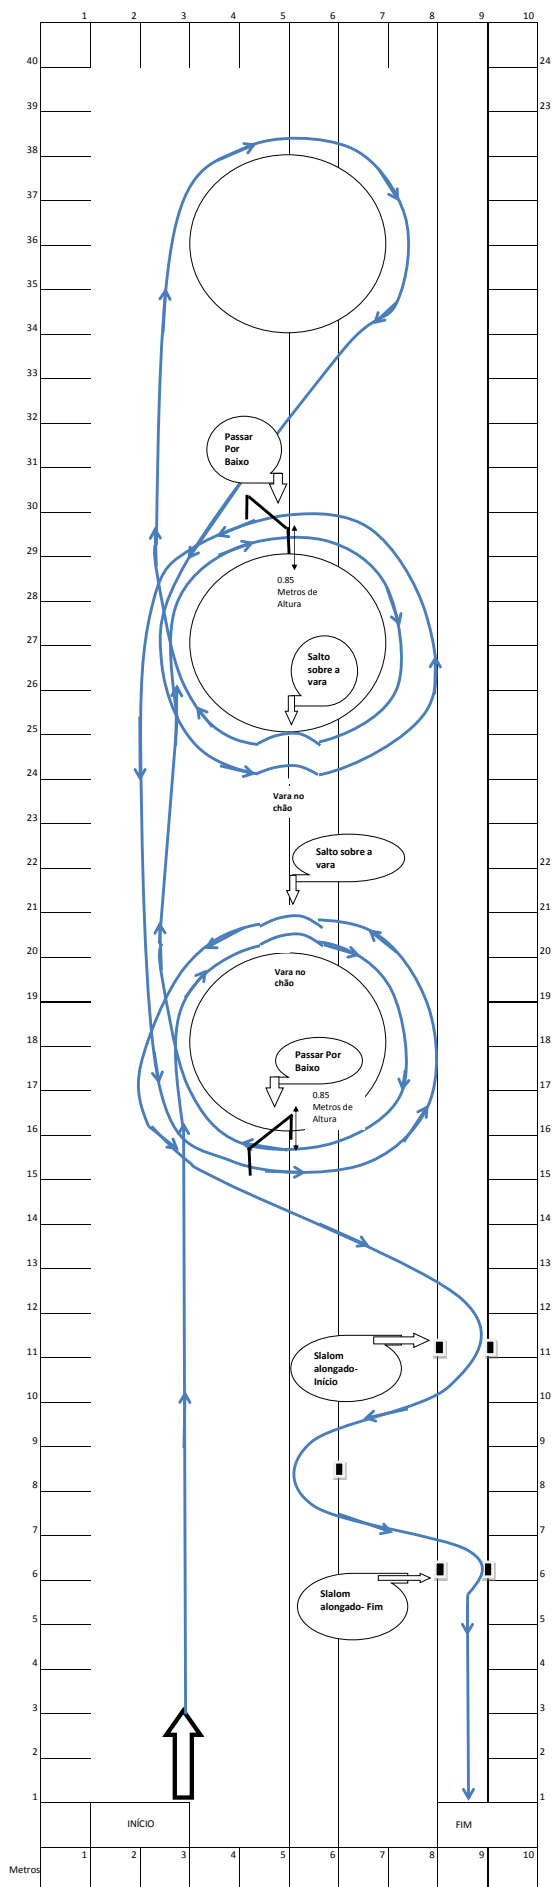 1 2 3 4 5 6 7 8 9 10
40 24
39 23
38
37
36
35
34
33
32
Passar
Por
Baixo
31
30
29
0.85
Metros de
Altura
28
27
Salto
sobre a
vara
26
25
24
Vara no
chão
23
Salto sobre a
vara
22 22
21 21
20 20
Vara no
chão
19 19
18 18
Passar Por
Baixo
17 17
0.85
Metros de
Altura
16 16
15 15
14 14
13 13
12 12
11 11
Slalom
alongado-
Início
10 10
9 9
8 8
7 7
6 6
Slalom
alongado- Fim
5 5
4 4
3 3
2 2
1 1
INÍCIO FIM
1 2 3 4 5 6 7 8 9 10
Metros